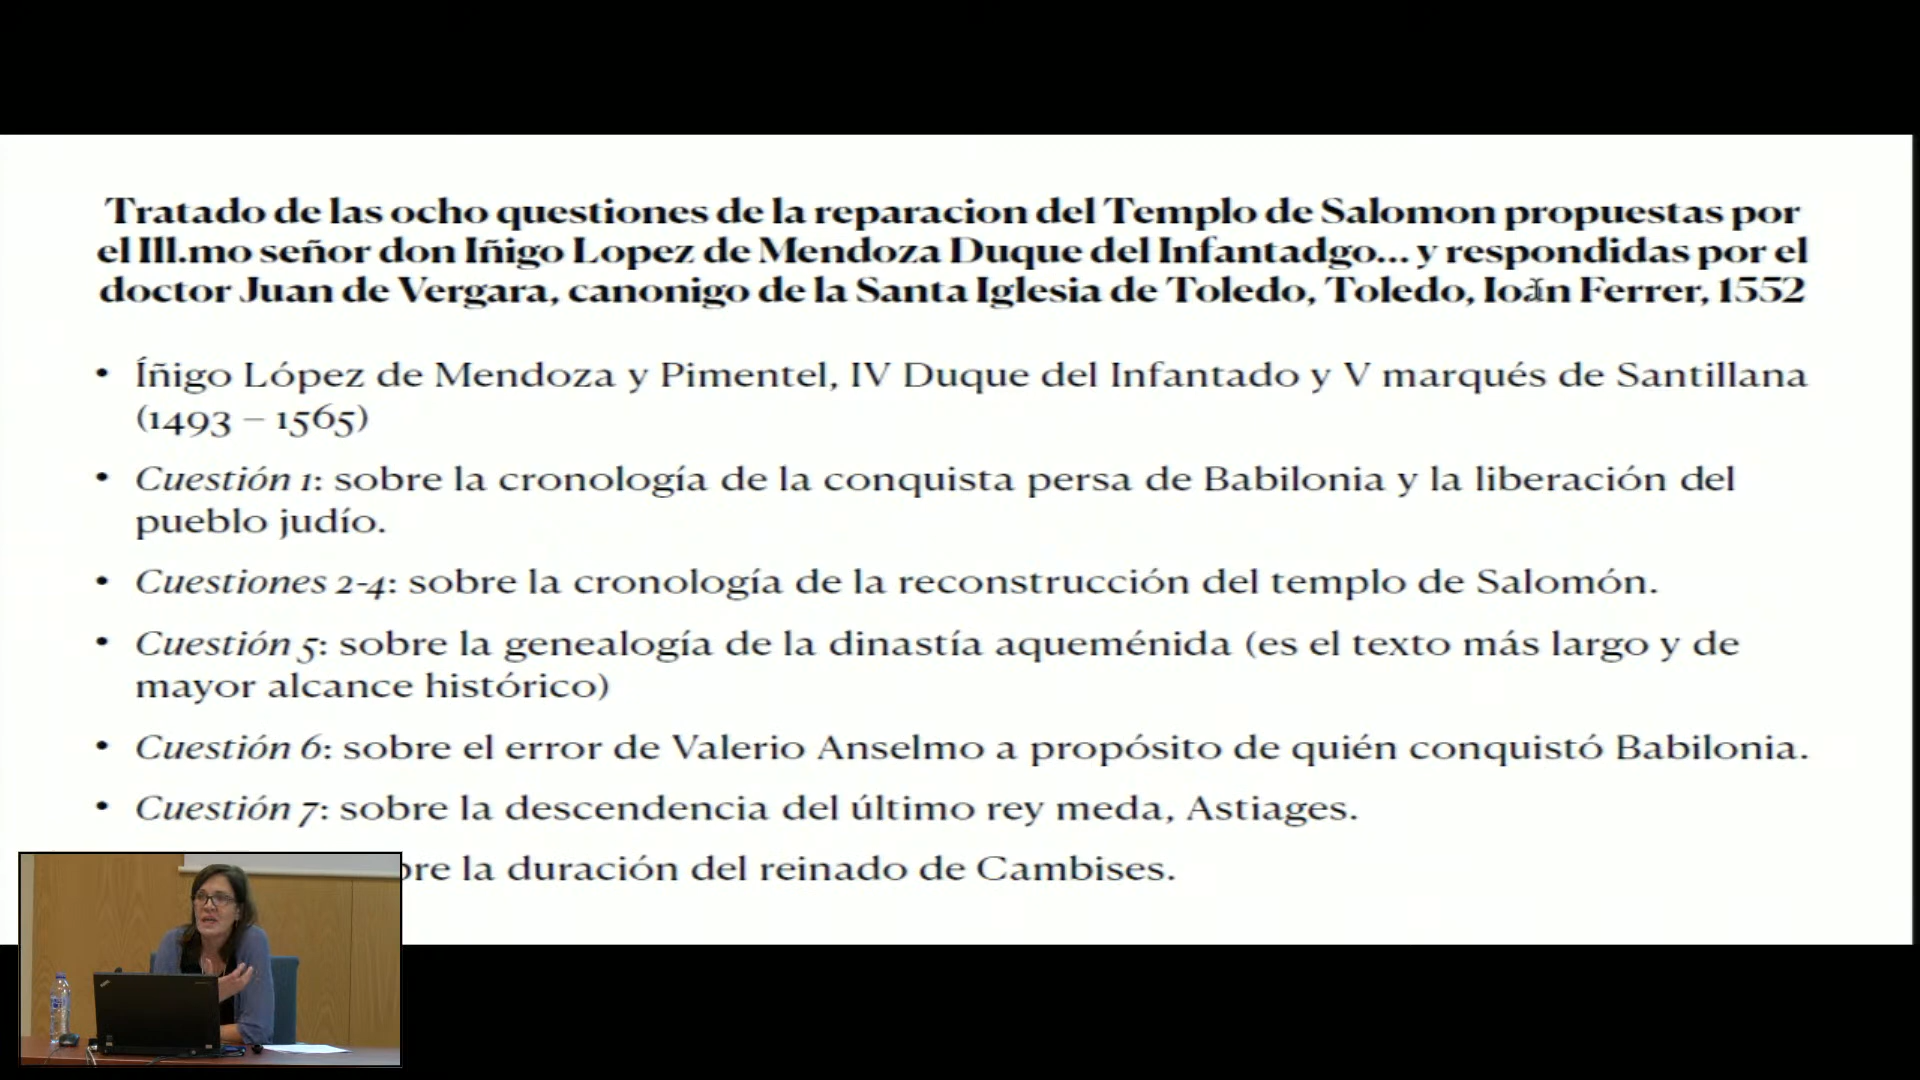 Tratado de las ocho questiones de la reparacion del Templo de Salomon propuestas por
el Ill.mo señor don Iñigo Lopez de Mendoza Duque del Infantadgo... y respondidas por el
doctor Juan de Vergara, canonigo de la Santa Iglesia de Toledo, Toledo, Ioan Ferrer, 1552
• Íñigo López de Mendoza y Pimentel, IV Duque del Infantado y V marqués de Santillana
(1493 – 1565)
• Cuestión 1: sobre la cronología de la conquista persa de Babilonia y la liberación del
pueblo judío.
• Cuestiones 2-4: sobre la cronología de la reconstrucción del templo de Salomón.
• Cuestión 5: sobre la genealogía de la dinastía aqueménida (es el texto más largo y de
mayor alcance histórico)
• Cuestión 6: sobre el error de Valerio Anselmo a propósito de quién conquistó Babilonia.
• Cuestión 7: sobre la descendencia del último rey meda, Astiages.
bre la duración del reinado de Cambises.